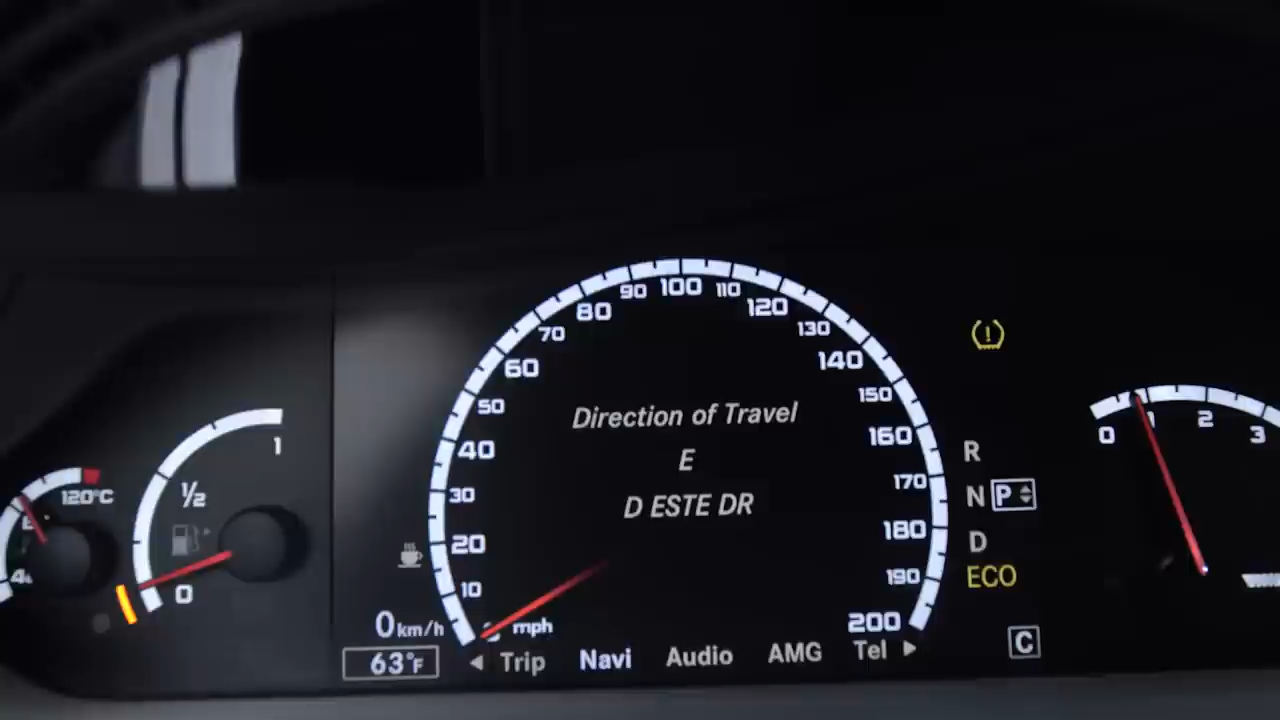 90 100 110
80 120
70 130
60 140
50 150
40 160
30 170
20 180
10 190
mph 200
Direction of Travel
E
D ESTE DR
1
1/2
0
120°C
0 km/h
63°F
Trip Navi Audio AMG Tel
R
N P
D
ECO
C
0 1 2 3